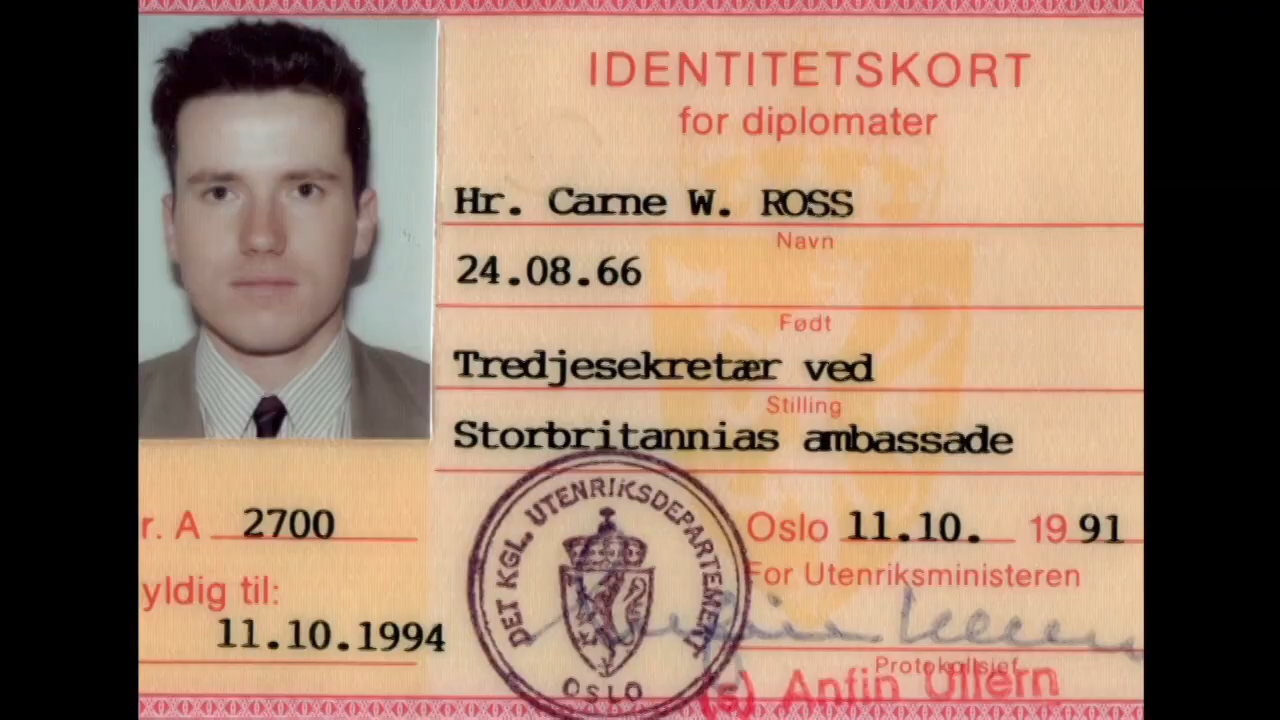 IDENTITETSKORT
for diplomater
Hr. Carne W. ROSS
Navn
24.08.66
Født
Tredjesekretær ved
Stilling
Storbritannias ambassade
r. A 2700
yldig til:
11.10.1994
DET KGL. UTENRIKSDEPARTEMENT
OSLO
Oslo 11.10. 1991
For Utenriksministeren
Protokollsjef
(s) Anfin Ullern